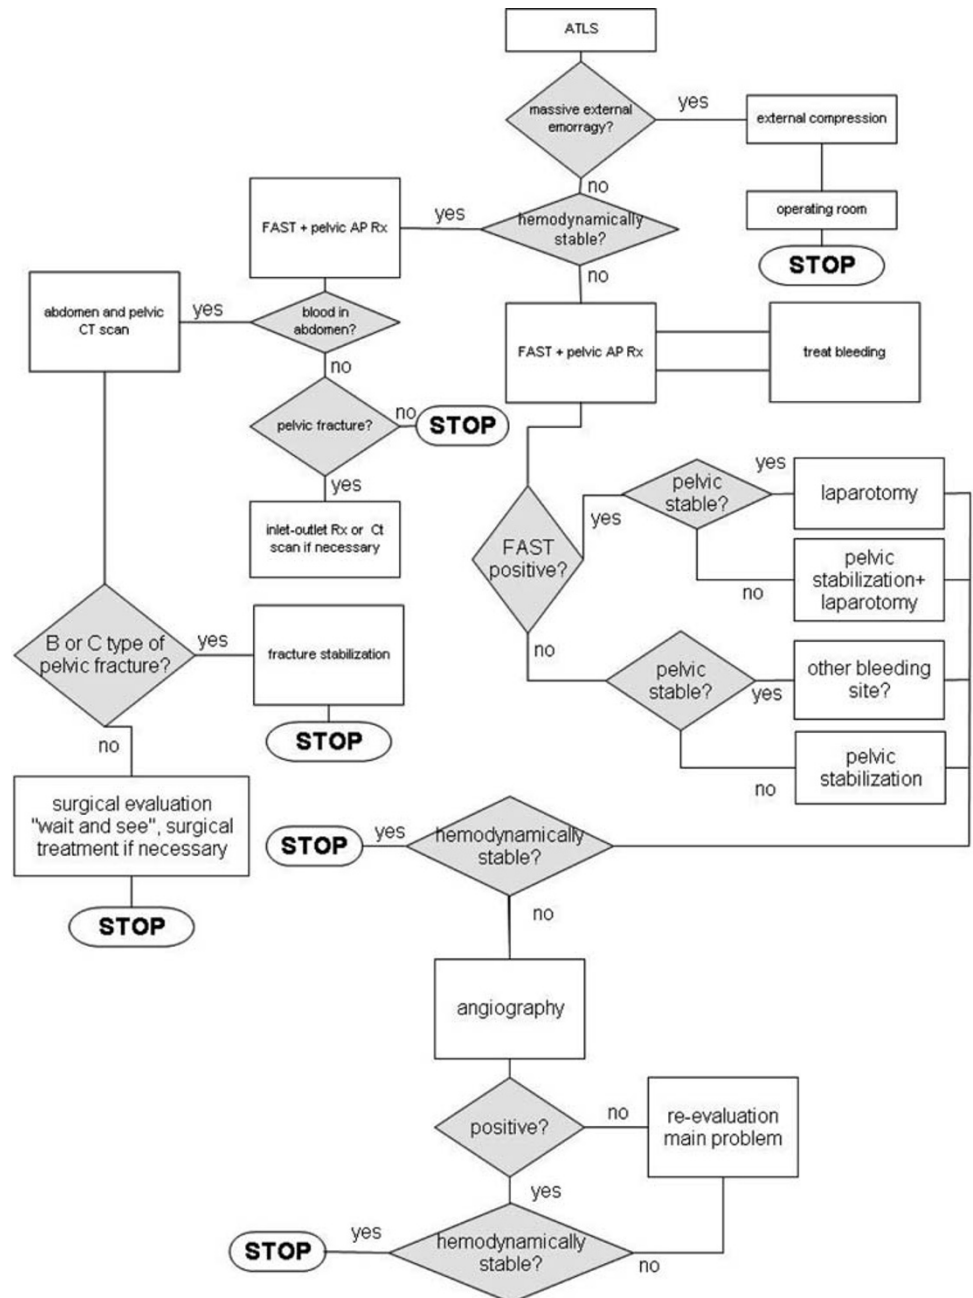 ATLS
massive external
emorragy?
yes
external compression
no
operating room
STOP
hemodynamically
stable?
yes
FAST + pelvic AP Rx
no
blood in
abdomen?
yes
abdomen and pelvic
CT scan
no
pelvic fracture?
no
STOP
yes
inlet-outlet Rx or Ct
scan if necessary
FAST + pelvic AP Rx
treat bleeding
FAST
positive?
yes
pelvic
stable?
yes
laparotomy
no
pelvic
stabilization+
laparotomy
no
pelvic
stable?
yes
other bleeding
site?
no
pelvic
stabilization
B or C type of
pelvic fracture?
yes
fracture stabilization
STOP
no
surgical evaluation
"wait and see", surgical
treatment if necessary
STOP
hemodynamically
stable?
yes
STOP
no
angiography
positive?
no
re-evaluation
main problem
yes
hemodynamically
stable?
yes
STOP
no